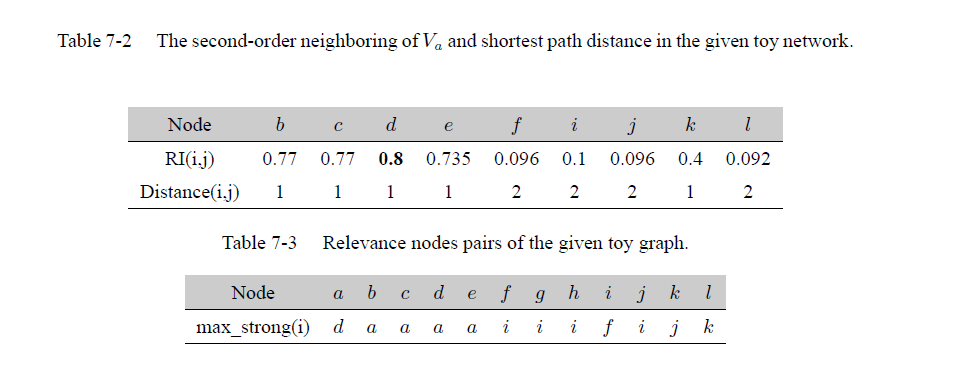 Table 7-2 The second-order neighboring of Va and shortest path distance in the given toy network.
Node b c d e f i j k l
RI(i,j) 0.77 0.77 0.8 0.735 0.096 0.1 0.096 0.4 0.092
Distance(i,j) 1 1 1 1 2 2 2 1 2
Table 7-3 Relevance nodes pairs of the given toy graph.
Node a b c d e f g h i j k l
max_strong(i) d a a a a i i i f i j k